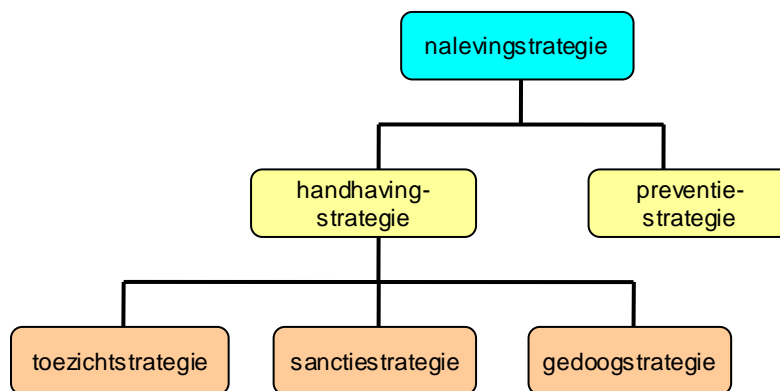 nalevingstrategie
handhaving-
strategie
preventie-
strategie
toezichtstrategie
sanctiestrategie
gedoogstrategie